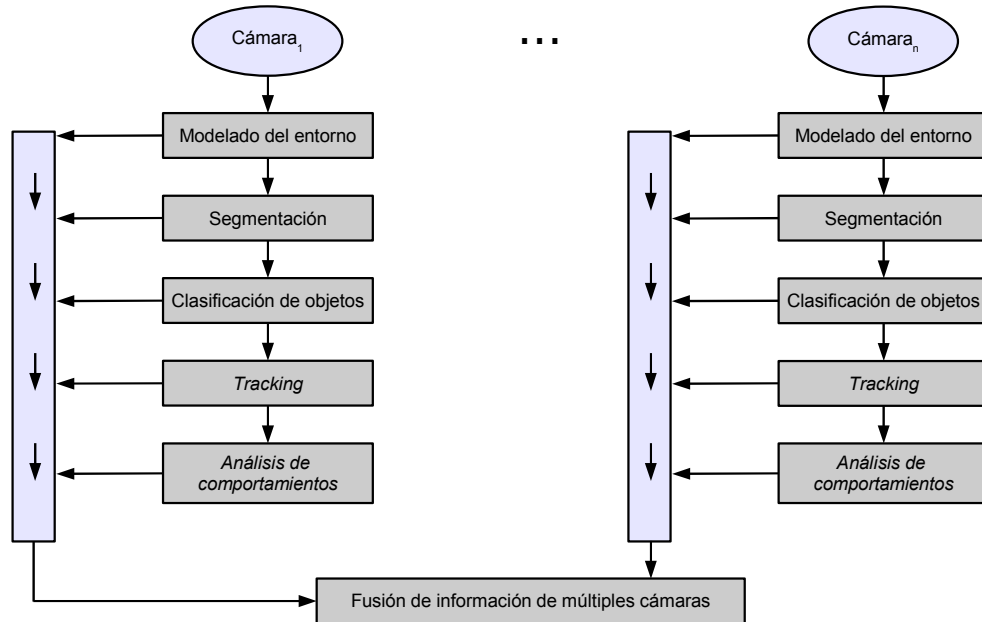 Cámara₁
...
Cámaraₙ
Modelado del entorno
Modelado del entorno
Segmentación
Segmentación
Clasificación de objetos
Clasificación de objetos
Tracking
Tracking
Análisis de
comportamientos
Análisis de
comportamientos
Fusión de información de múltiples cámaras